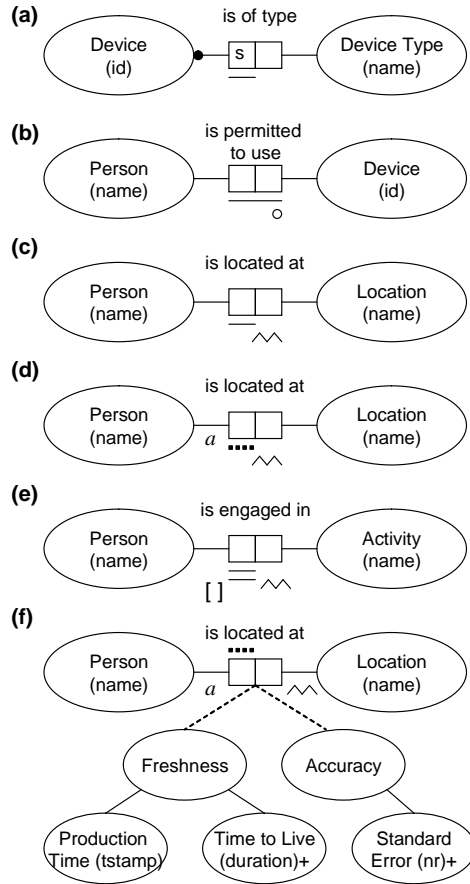 (a)
is of type
Device
(id)
s
Device Type
(name)
(b)
is permitted
to use
Person
(name)
Device
(id)
(c)
is located at
Person
(name)
Location
(name)
(d)
is located at
Person
(name)
a
Location
(name)
(e)
is engaged in
Person
(name)
[ ]
Activity
(name)
(f)
is located at
Person
(name)
a
Location
(name)
Freshness
Accuracy
Production
Time (tstamp)
Time to Live
(duration)+
Standard
Error (nr)+